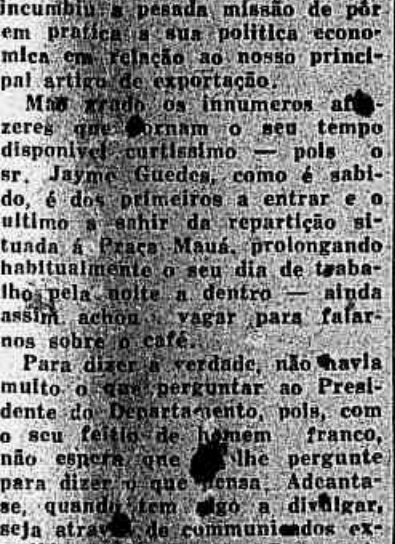 incumbiu a pesada missão de pôr
em pratica a sua politica econo-
mica em relação ao nosso princi-
pal artigo de exportação.
Mao grado os innumeros affa-
zeres que tornam o seu tempo
disponivel curtissimo — pois o
sr. Jayme Guedes, como é sabi-
do, é dos primeiros a entrar e o
ultimo a sahir da repartição si-
tuada á Praça Mauá, prolongando
habitualmente o seu dia de traba-
lho pela noite a dentro — ainda
assim achou vagar para falar-
nos sobre o café.
Para dizer a verdade, não havia
muito o que perguntar ao Presi-
dente do Departamento, pois, com
o seu feitio de homem franco,
não espera que lhe pergunte
para dizer o que pensa. Adeanta-
se, quando tem algo a divulgar,
seja atravez de communicados ex-